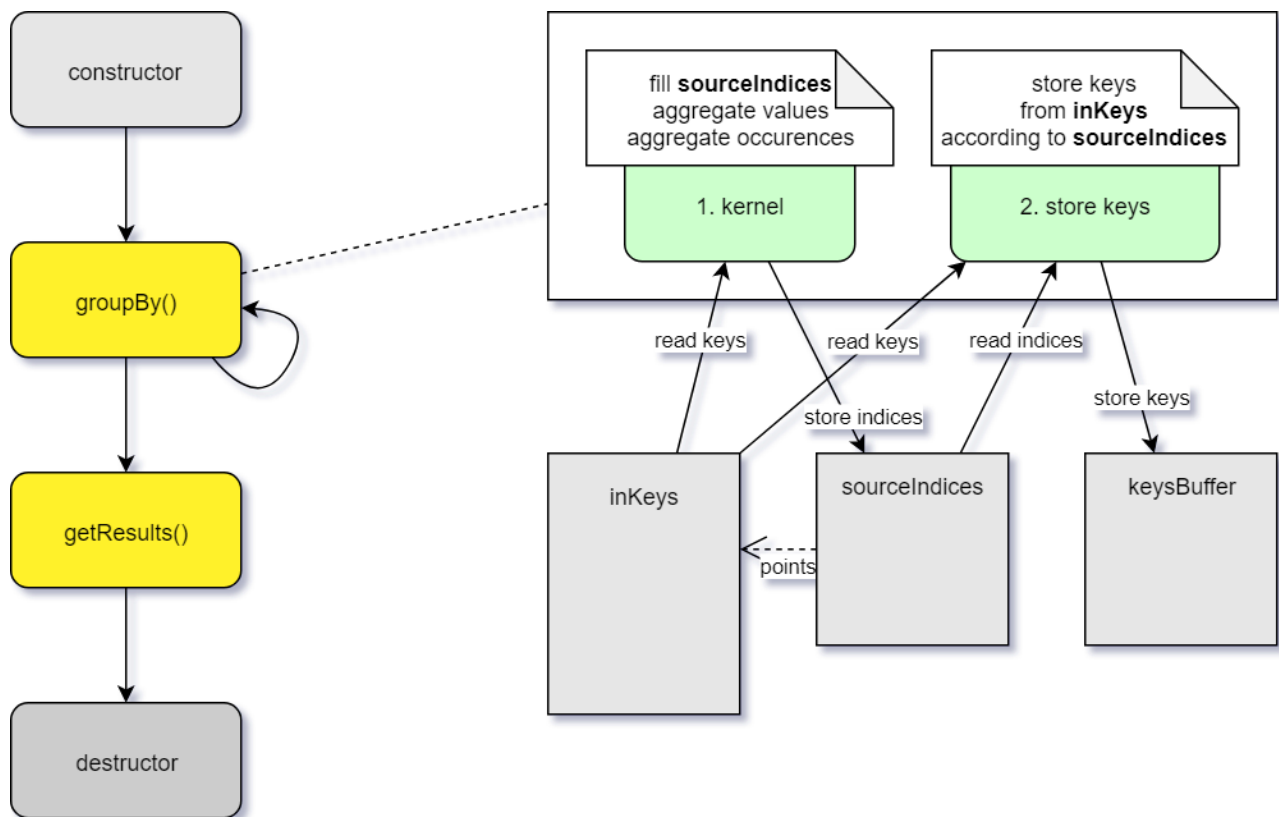 constructor
groupBy()
getResults()
destructor
fill sourceIndices
aggregate values
aggregate occurences
1. kernel
store keys
from inKeys
according to sourceIndices
2. store keys
read keys
read keys
read indices
store indices
store keys
inKeys
sourceIndices
keysBuffer
points